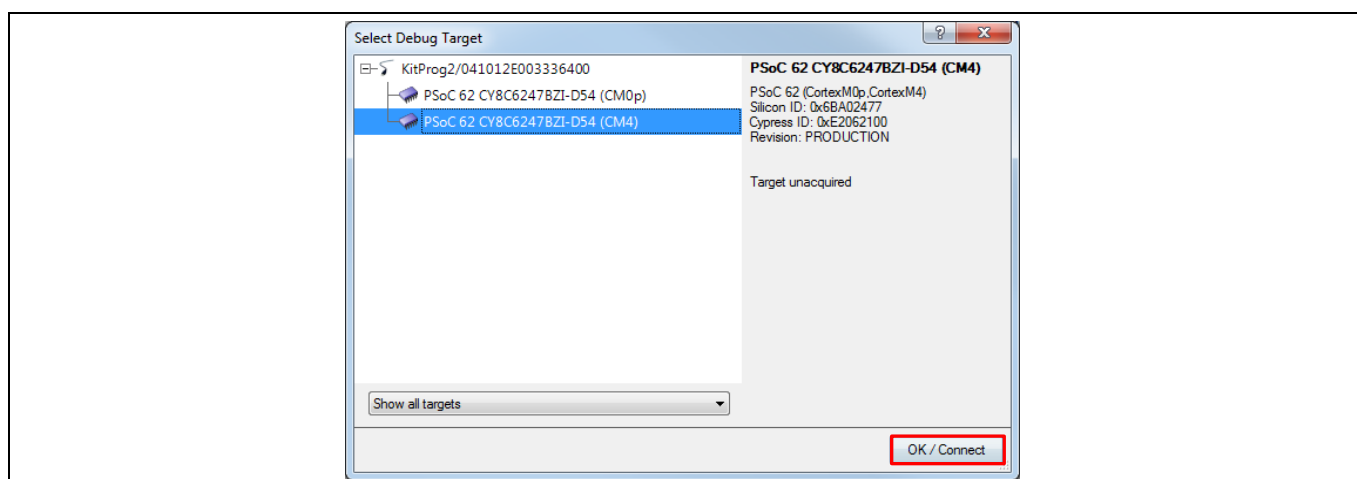 Select Debug Target
KitProg2/041012E003336400
PSoC 62 CY8C6247BZI-D54 (CM0p)
PSoC 62 CY8C6247BZI-D54 (CM4)
PSoC 62 CY8C6247BZI-D54 (CM4)
PSoC 62 (CortexM0p,CortexM4)
Silicon ID: 0x6BA02477
Cypress ID: 0xE2062100
Revision: PRODUCTION
Target unacquired
Show all targets
OK / Connect